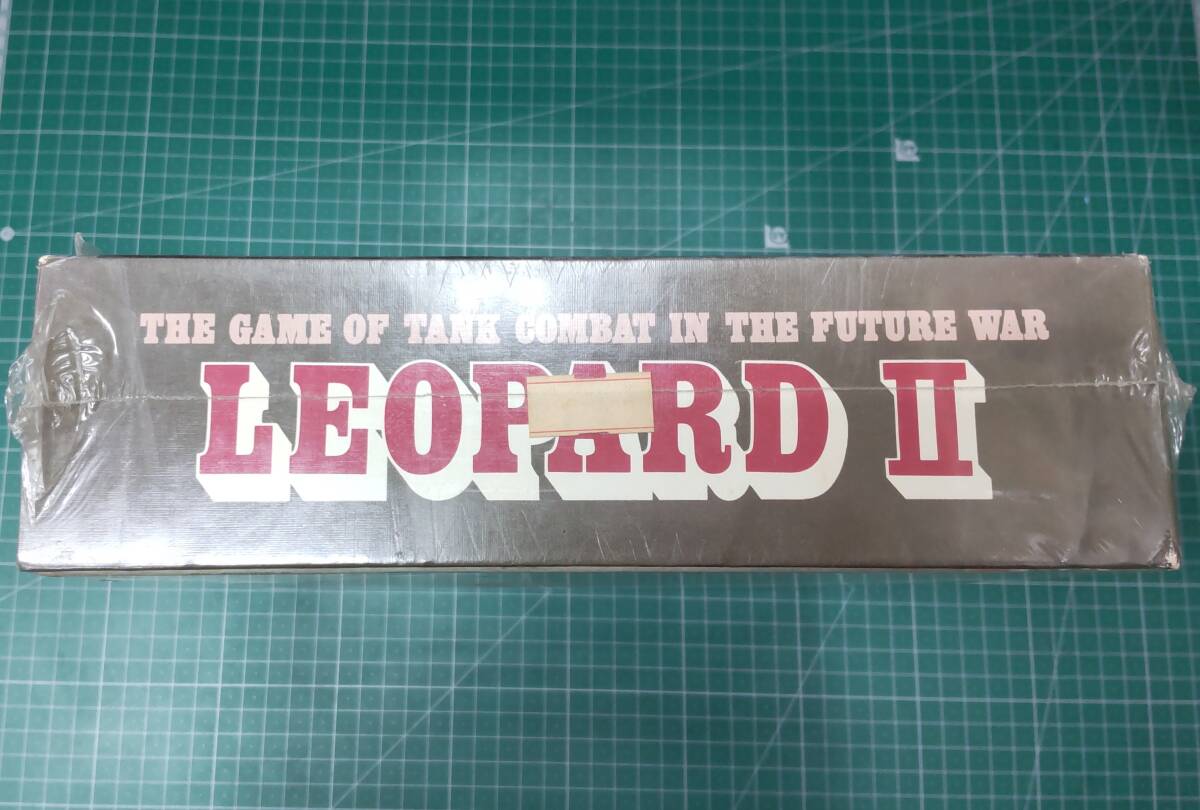 THE GAME OF TANK COMBAT IN THE FUTURE WAR
LEOPARD II